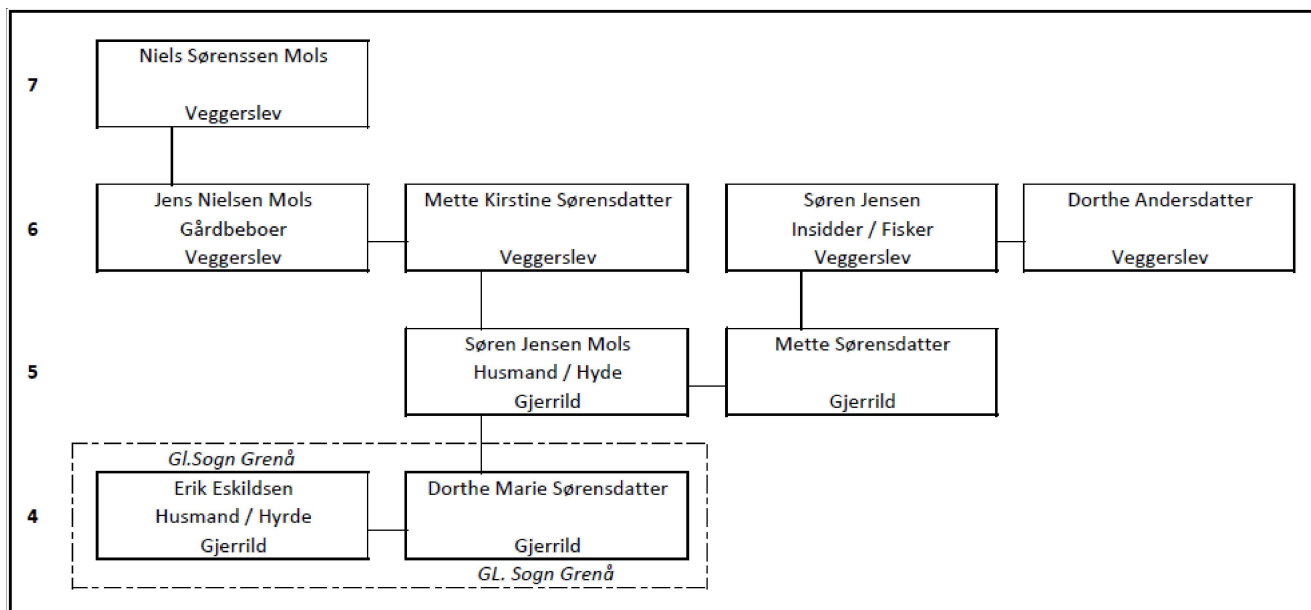 7
Niels Sørenssen Mols
Veggerslev
6
Jens Nielsen Mols
Gårdbeboer
Veggerslev
Mette Kirstine Sørensdatter
Veggerslev
Søren Jensen
Insidder / Fisker
Veggerslev
Dorthe Andersdatter
Veggerslev
5
Søren Jensen Mols
Husmand / Hyde
Gjerrild
Mette Sørensdatter
Gjerrild
4
Gl.Sogn Grenå
Erik Eskildsen
Husmand / Hyrde
Gjerrild
Dorthe Marie Sørensdatter
Gjerrild
GL. Sogn Grenå